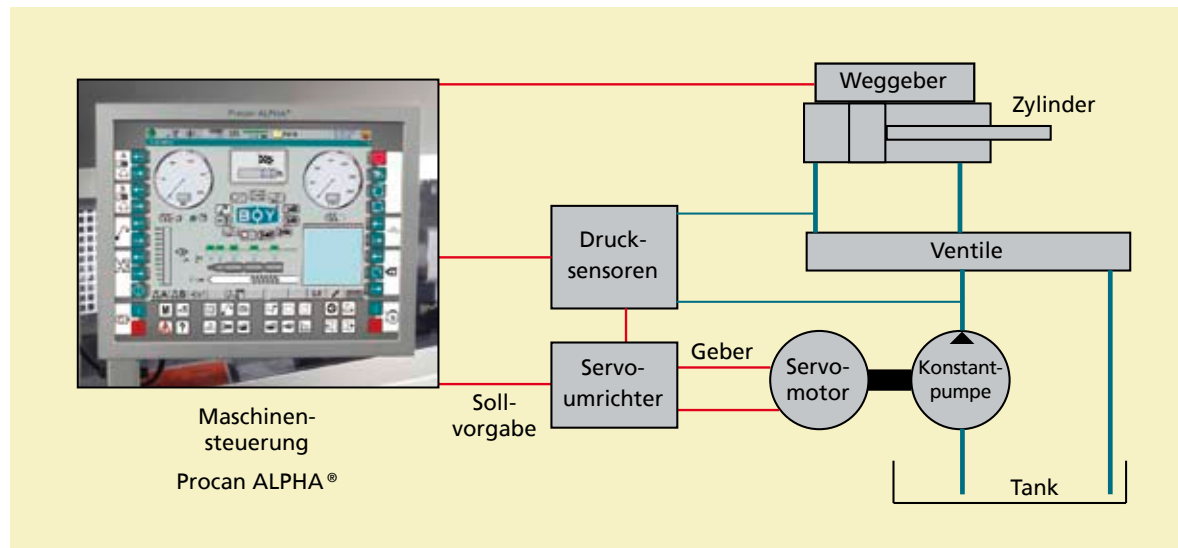 Weggeber
Zylinder
Procan ALPHA®
BOY
Druck-
sensoren
Ventile
Geber
Servo-
umrichter
Servo-
motor
Konstant-
pumpe
Soll-
vorgabe
Maschinen-
steuerung
Procan ALPHA®
Tank